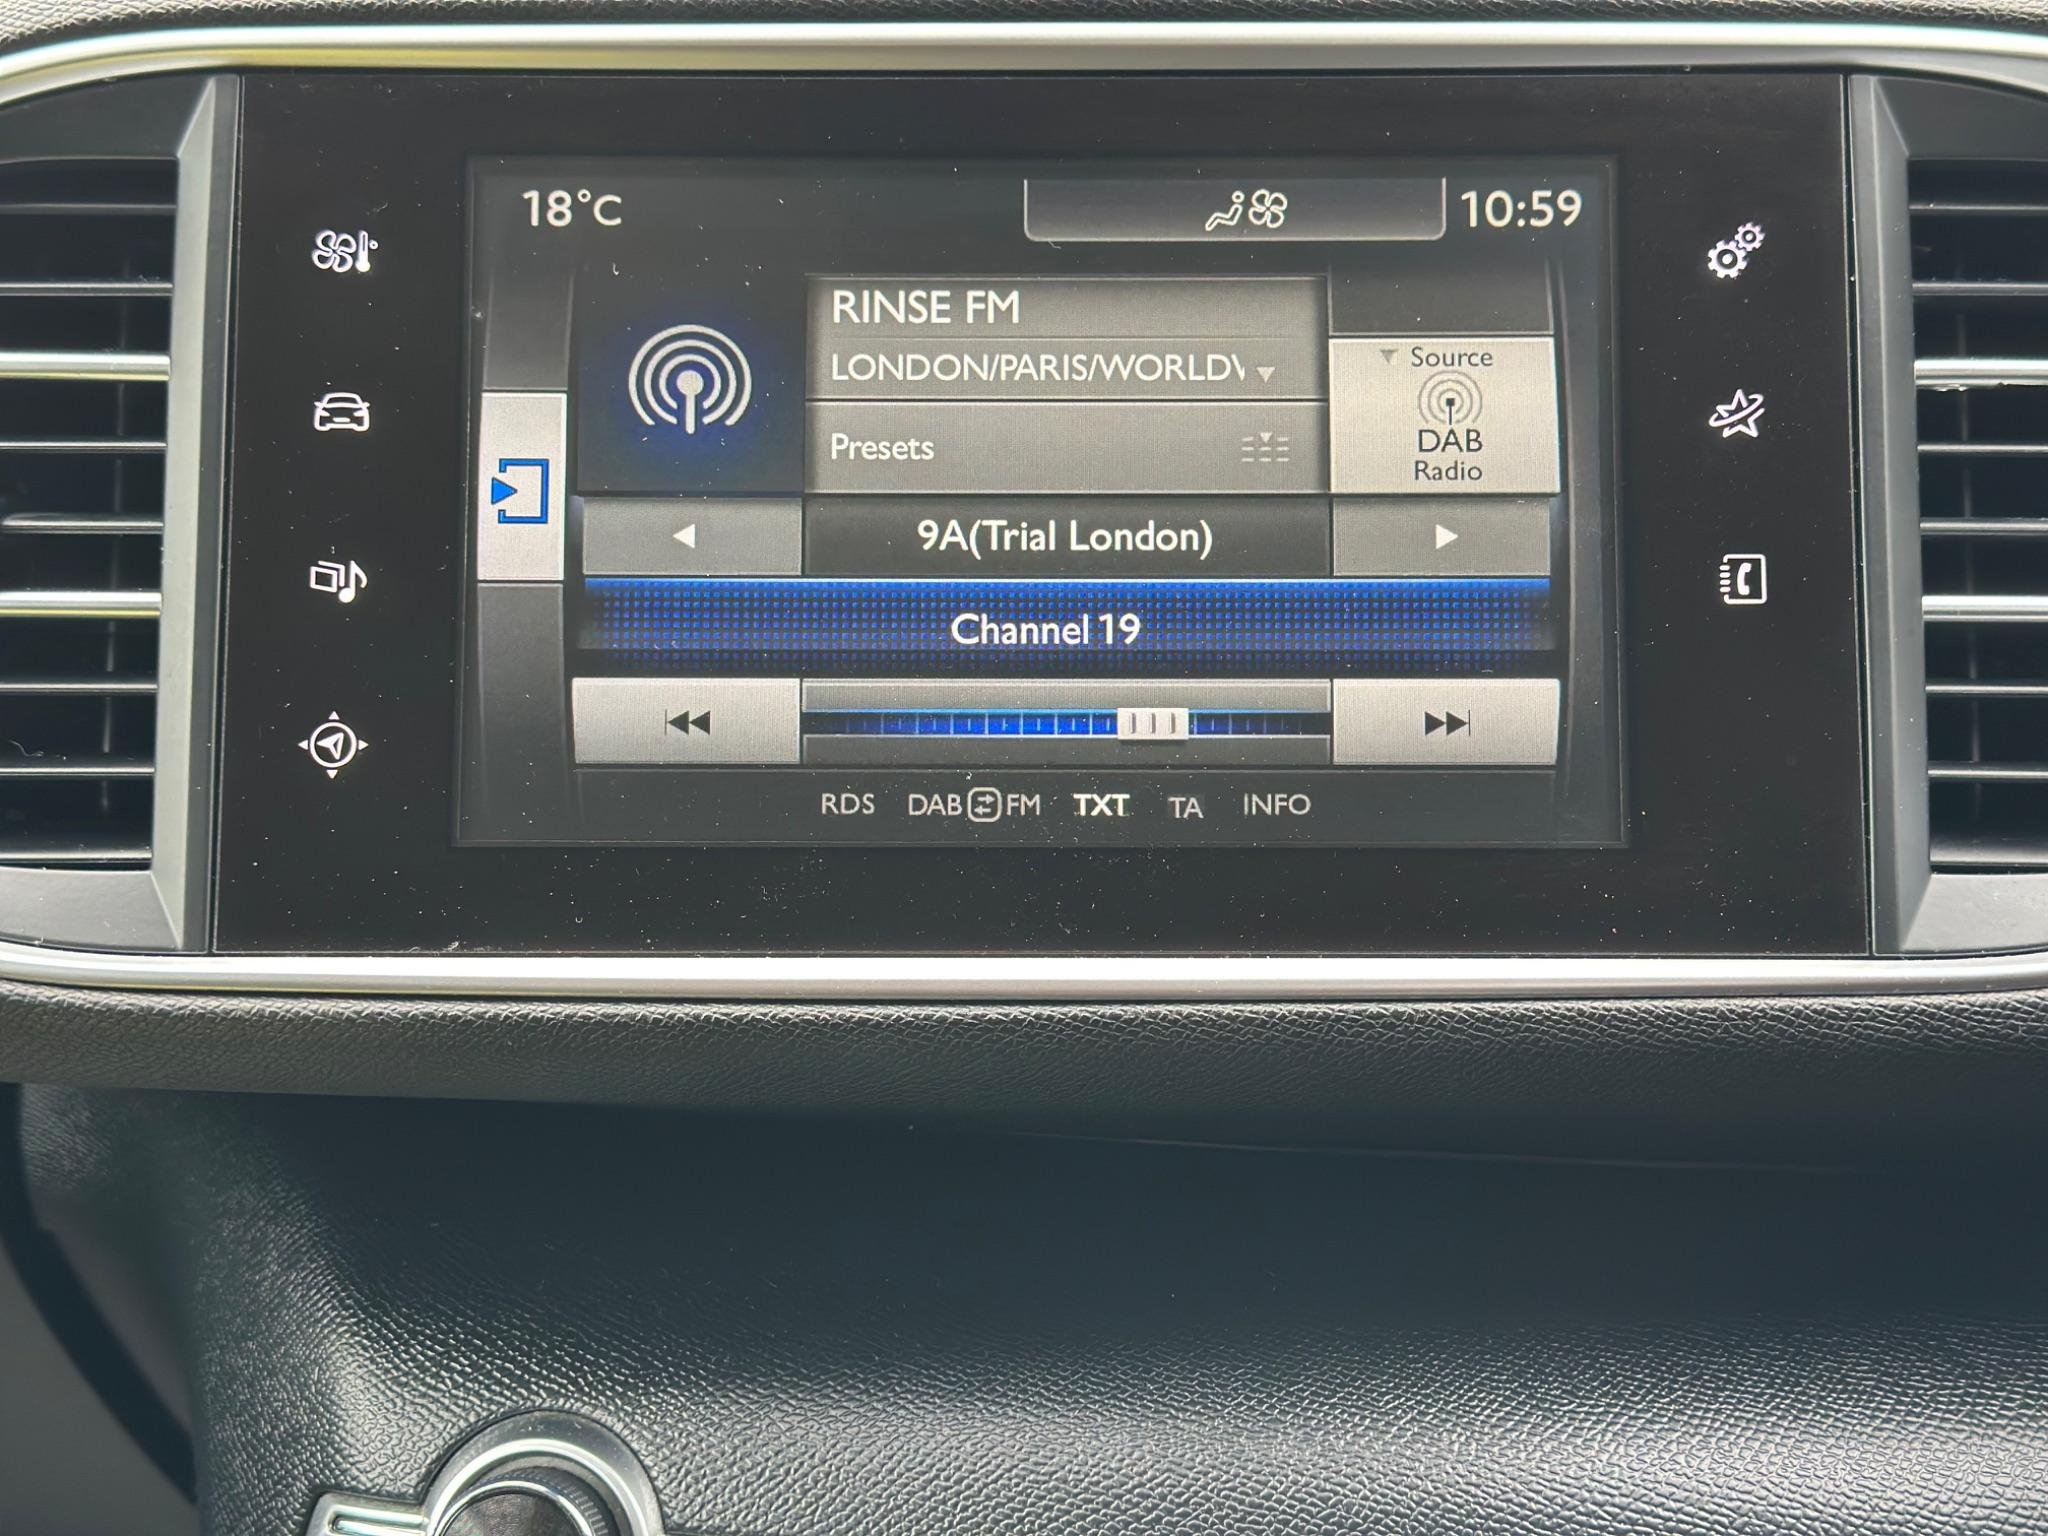 18°C
10:59
RINSE FM
LONDON/PARIS/WORLD
Source
DAB
Radio
Presets
9A(Trial London)
Channel 19
RDS DAB FM TXT TA INFO